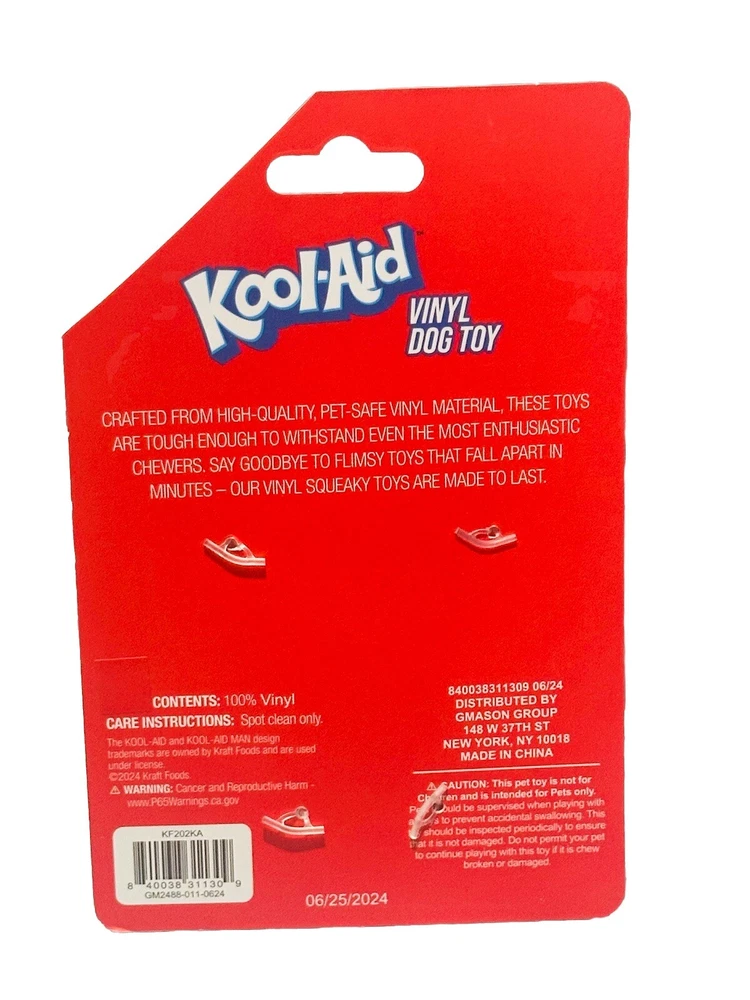 Kool-Aid™
VINYL
DOG TOY
CRAFTED FROM HIGH-QUALITY, PET-SAFE VINYL MATERIAL, THESE TOYS
ARE TOUGH ENOUGH TO WITHSTAND EVEN THE MOST ENTHUSIASTIC
CHEWERS. SAY GOODBYE TO FLIMSY TOYS THAT FALL APART IN
MINUTES – OUR VINYL SQUEAKY TOYS ARE MADE TO LAST.
CONTENTS: 100% Vinyl
CARE INSTRUCTIONS: Spot clean only.
The KOOL-AID and KOOL-AID MAN design
trademarks are owned by Kraft Foods and are used
under license.
©2024 Kraft Foods
⚠ WARNING: Cancer and Reproductive Harm -
www.P65Warnings.ca.gov
KF202KA
8 40038 31130 9
GM2488-011-0624
06/25/2024
840038311309 06/24
DISTRIBUTED BY
GMASON GROUP
148 W 37TH ST
NEW YORK, NY 10018
MADE IN CHINA
⚠ CAUTION: This pet toy is not for
and is intended for Pets only.
be supervised when playing with
to prevent accidental swallowing. This
should be inspected periodically to ensure
that it is not damaged. Do not permit your pet
to continue playing with this toy if it is chew
broken or damaged.